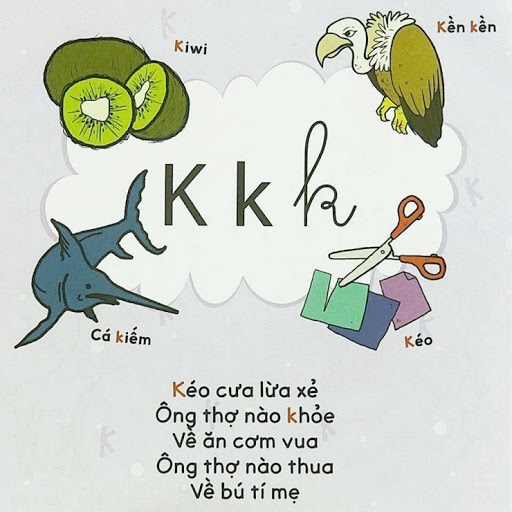 Kiwi
Kền kền
K k k
Cá kiếm
Kéo
Kéo cưa lừa xẻ
Ông thợ nào khỏe
Về ăn cơm vua
Ông thợ nào thua
Về bú tí mẹ